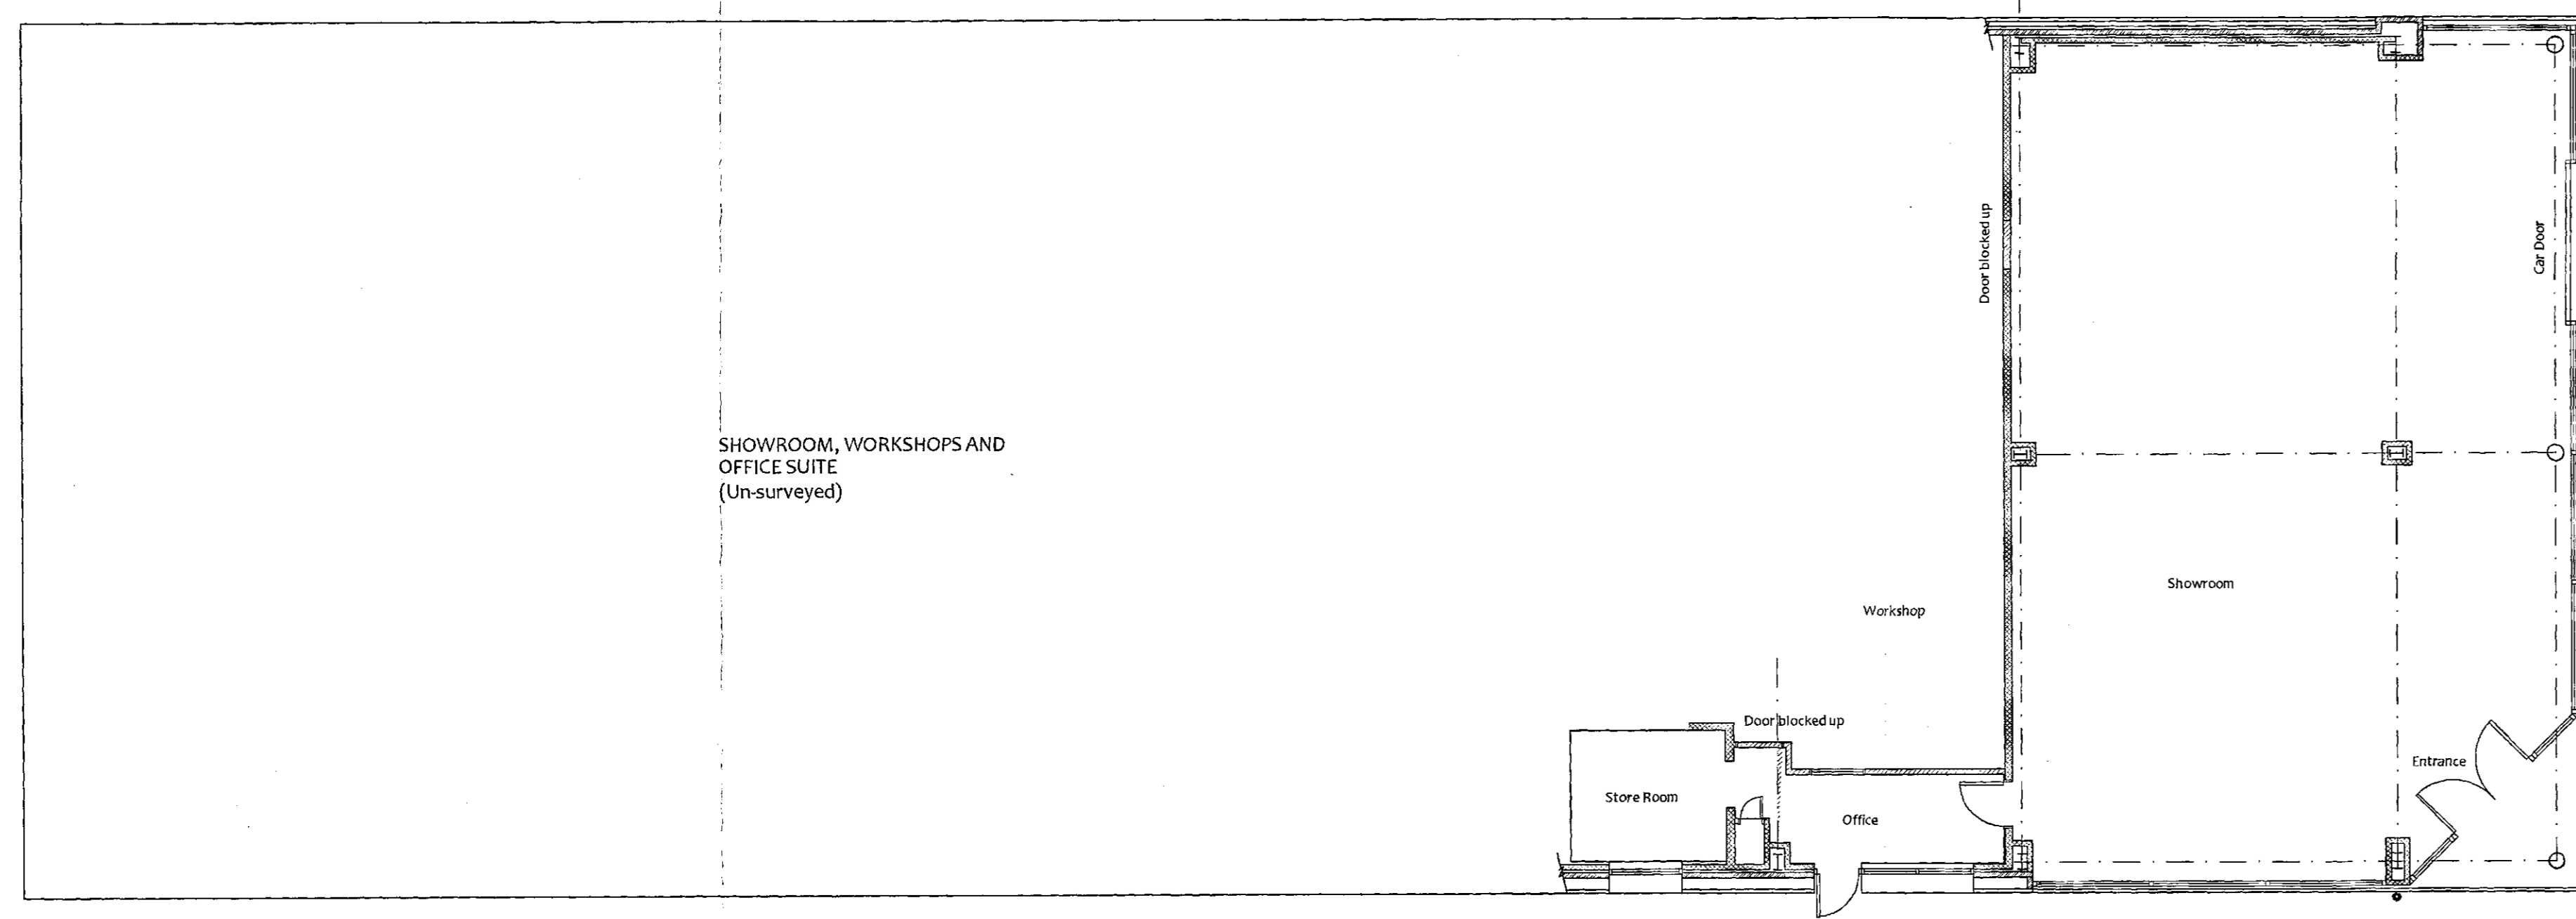 SHOWROOM, WORKSHOPS AND
OFFICE SUITE
(Un-surveyed)
Door blocked up
Car Door
Showroom
Workshop
Door blocked up
Entrance
Store Room
Office